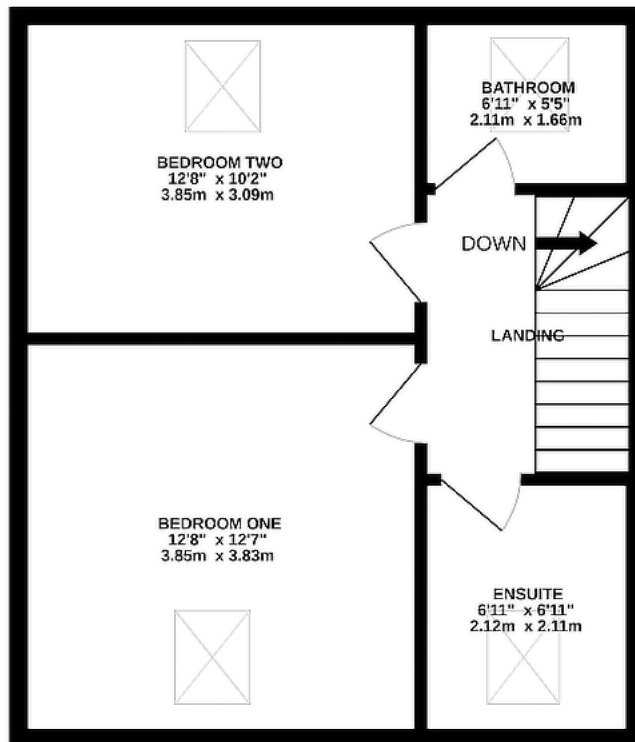 BATHROOM
6'11" x 5'5"
2.11m x 1.66m
BEDROOM TWO
12'8" x 10'2"
3.85m x 3.09m
DOWN
LANDING
BEDROOM ONE
12'8" x 12'7"
3.85m x 3.83m
ENSUITE
6'11" x 6'11"
2.12m x 2.11m